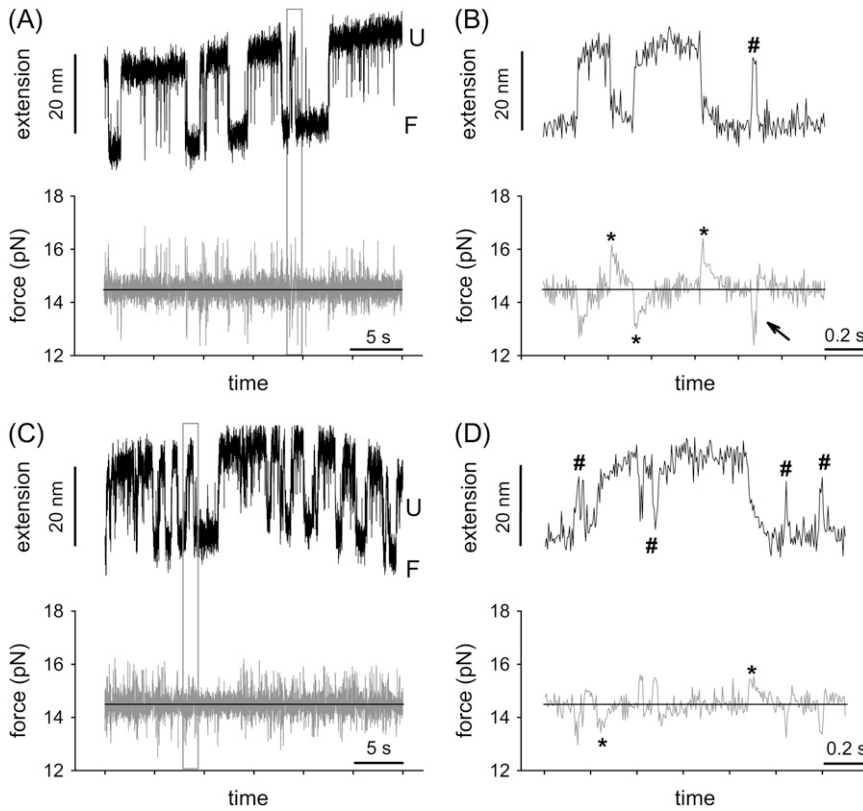 (A)
extension
20 nm
U
F
force (pN)
18
16
14
12
5 s
time
(B)
extension
20 nm
#
force (pN)
18
16
14
12
*
*
*
0.2 s
time
(C)
extension
20 nm
U
F
force (pN)
18
16
14
12
5 s
time
(D)
extension
20 nm
#
#
#
#
force (pN)
18
16
14
12
*
*
0.2 s
time